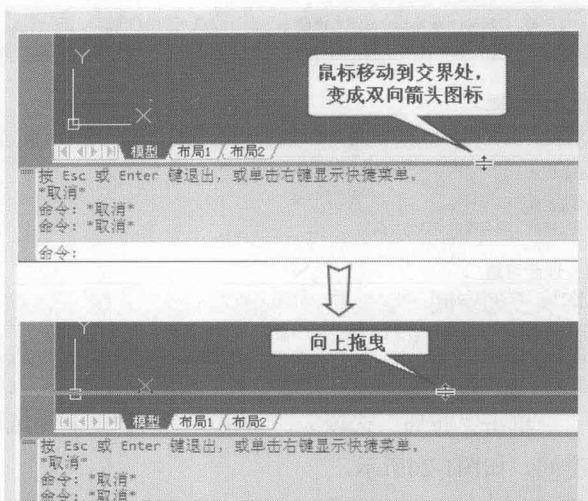 Y
鼠标移动到交界处，
变成双向箭头图标
X
模型 布局1 布局2
按 Esc 或 Enter 键退出，或单击右键显示快捷菜单。
*取消*
命令： *取消*
命令： *取消*
命令：
Y
向上拖曳
X
模型 布局1 布局2
按 Esc 或 Enter 键退出，或单击右键显示快捷菜单。
*取消*
命令： *取消*
命令： *取消*